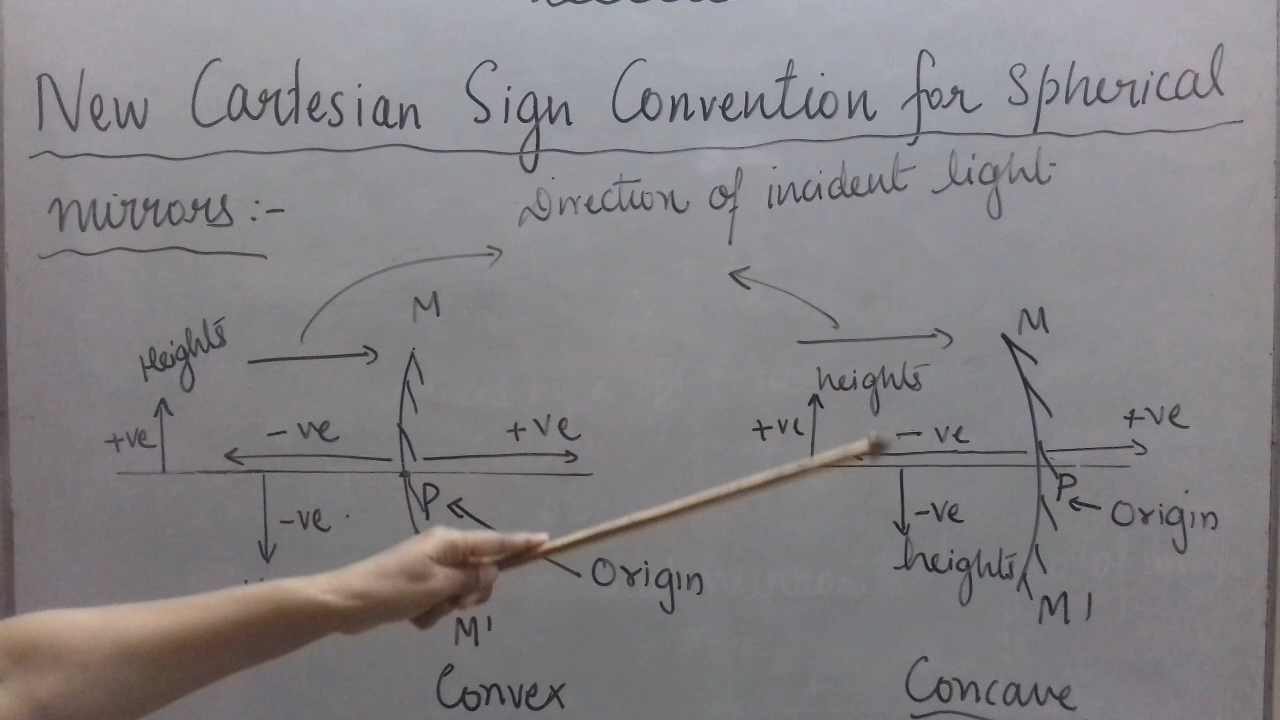 New Cartesian Sign Convention for Spherical
mirrors:-
Direction of incident light.
M
Heights
+ve
-ve
+ve
-ve
P
Origin
M'
Convex
M
heights
+ve
-ve
+ve
-ve
P
Origin
heights
M'
Concave